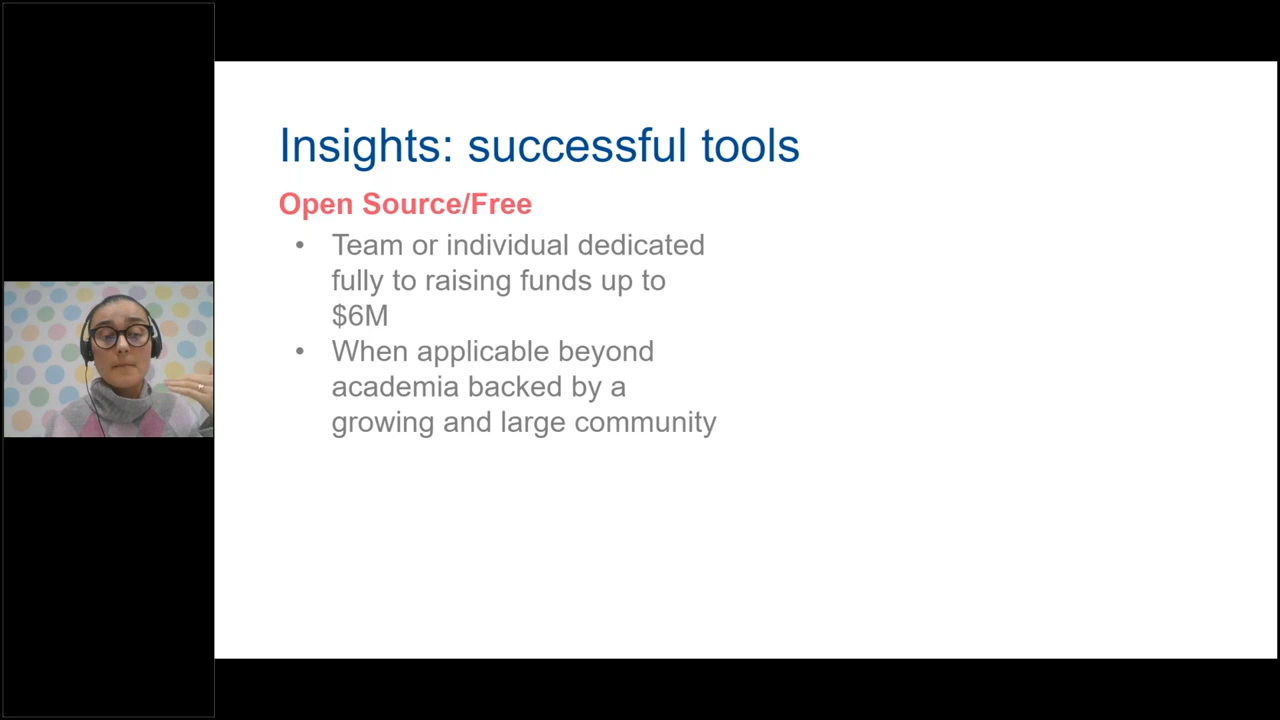 Insights: successful tools
Open Source/Free
• Team or individual dedicated
fully to raising funds up to
$6M
• When applicable beyond
academia backed by a
growing and large community